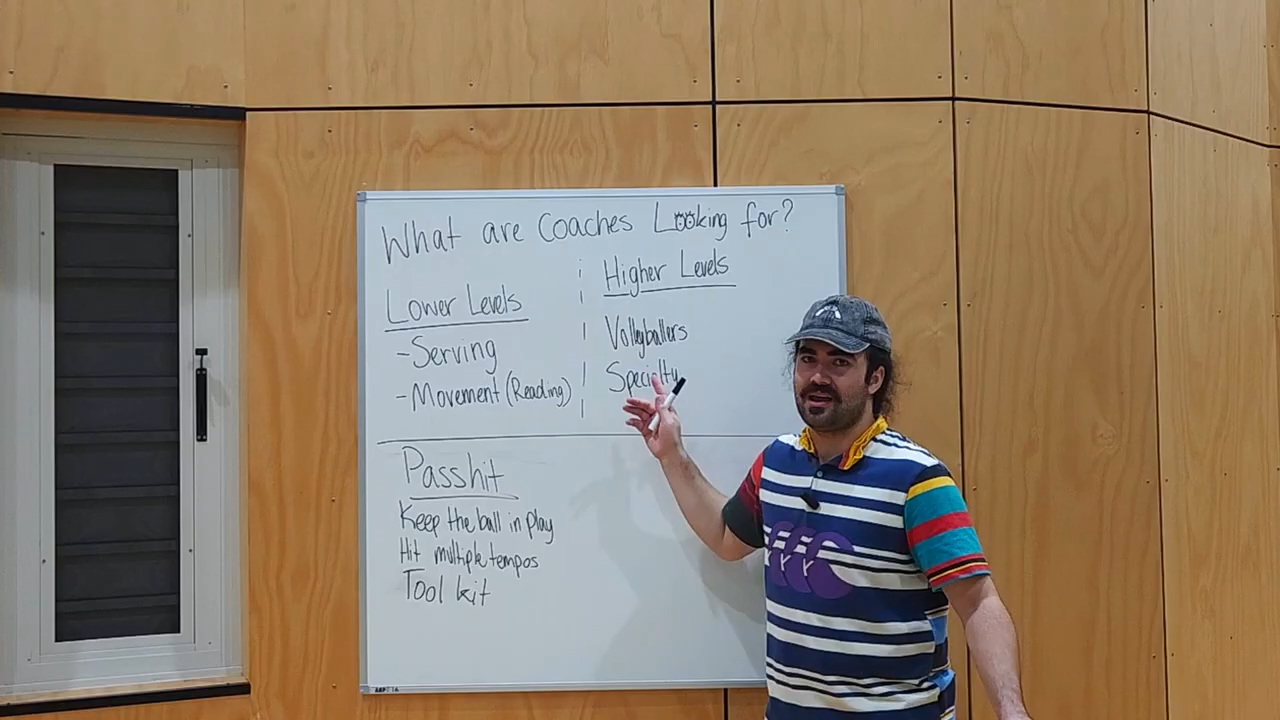 What are Coaches Looking for?
Lower Levels
- Serving
- Movement (Reading)
Higher Levels
Volleyballers
Specialty
Passhit
Keep the ball in play
Hit multiple tempos
Tool kit